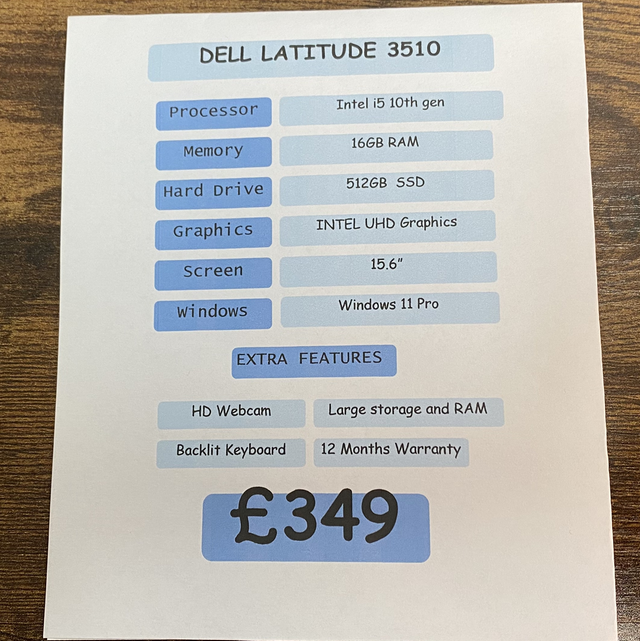 DELL LATITUDE 3510
Processor Intel i5 10th gen
Memory 16GB RAM
Hard Drive 512GB SSD
Graphics INTEL UHD Graphics
Screen 15.6”
Windows Windows 11 Pro
EXTRA FEATURES
HD Webcam Large storage and RAM
Backlit Keyboard 12 Months Warranty
£349